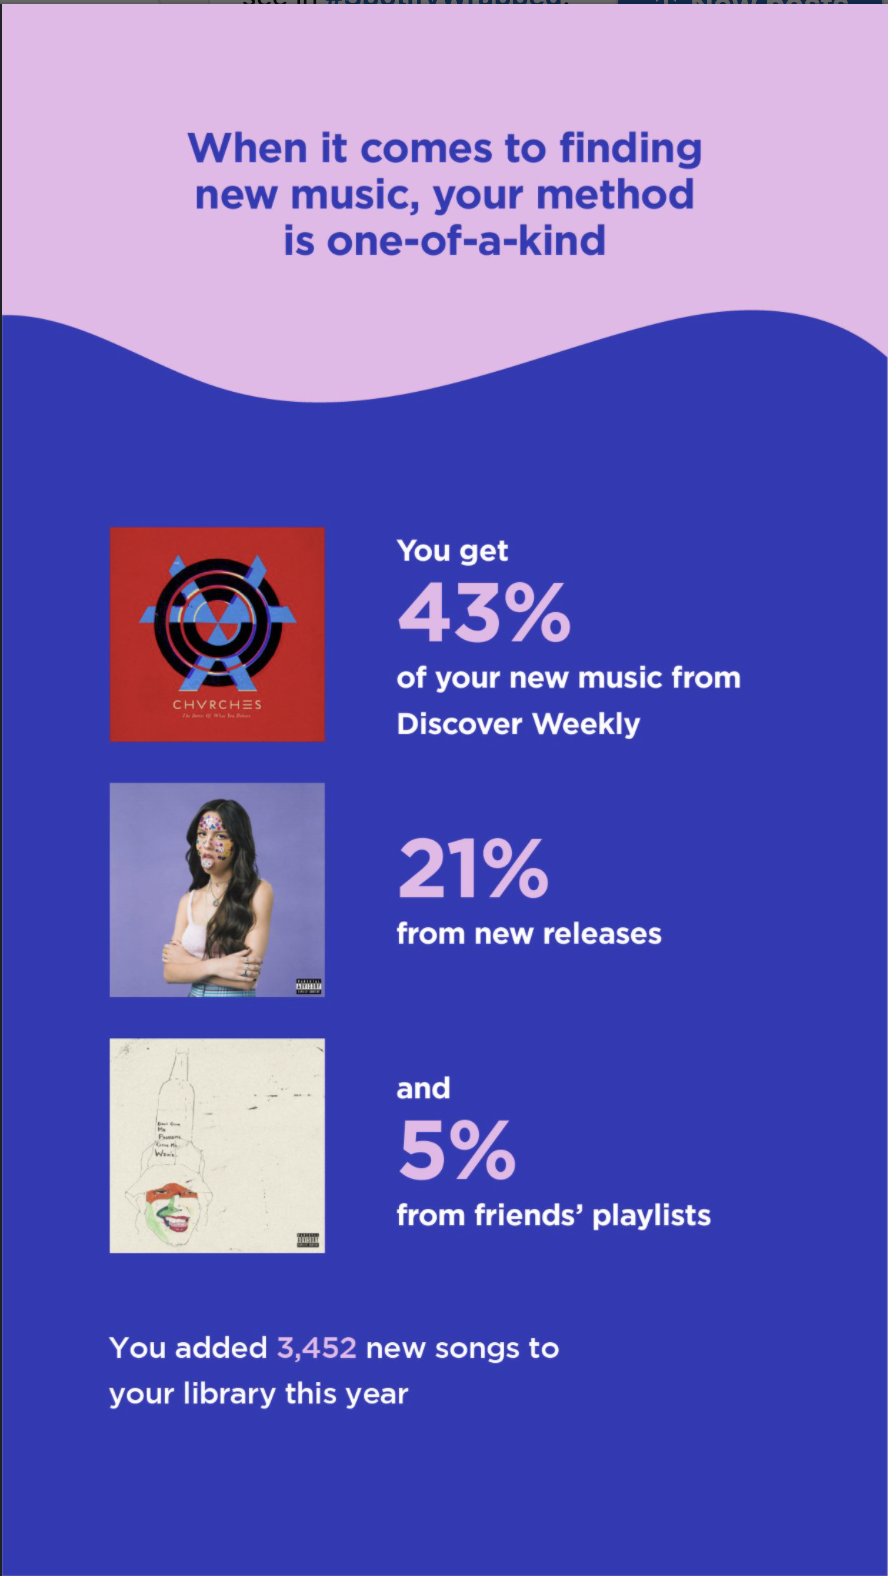 When it comes to finding
new music, your method
is one-of-a-kind
CHVRCHES
The Bones Of What You Believe
You get
43%
of your new music from
Discover Weekly
21%
from new releases
PARENTAL
ADVISORY
and
5%
from friends’ playlists
You added 3,452 new songs to
your library this year